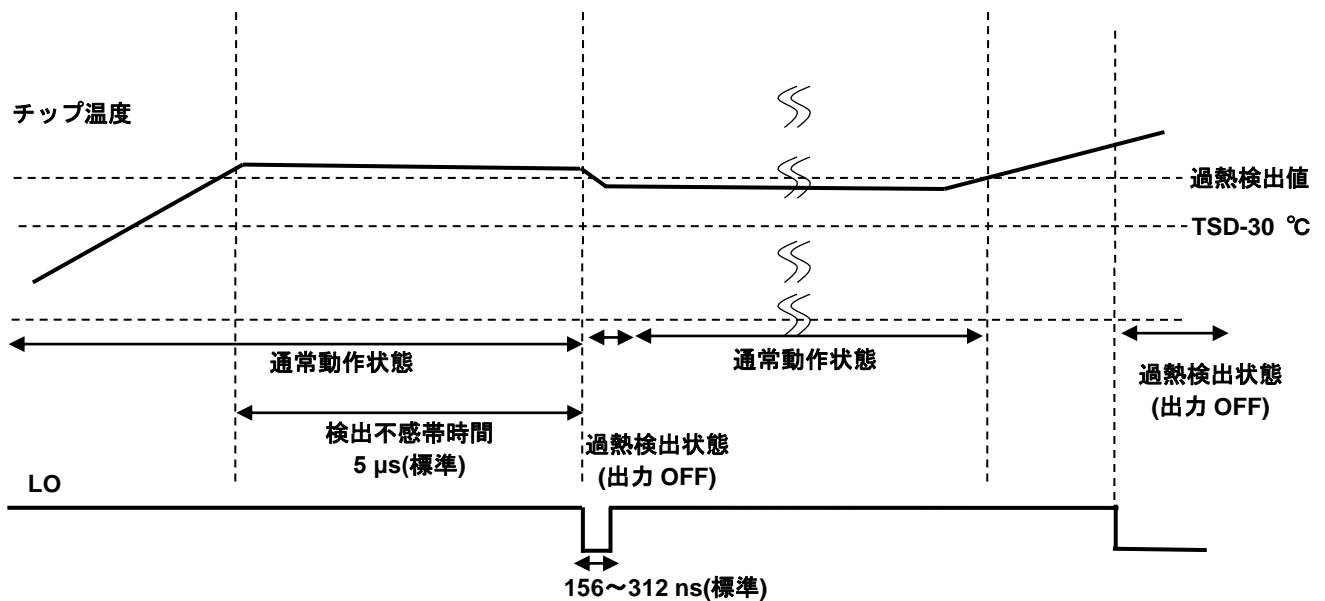 チップ温度
過熱検出値
TSD-30 ℃
通常動作状態
通常動作状態
過熱検出状態
(出力 OFF)
検出不感帯時間
5 μs(標準)
過熱検出状態
(出力 OFF)
LO
156～312 ns(標準)